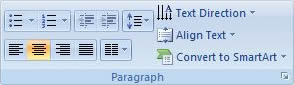 Text Direction
Align Text
Convert to SmartArt
Paragraph